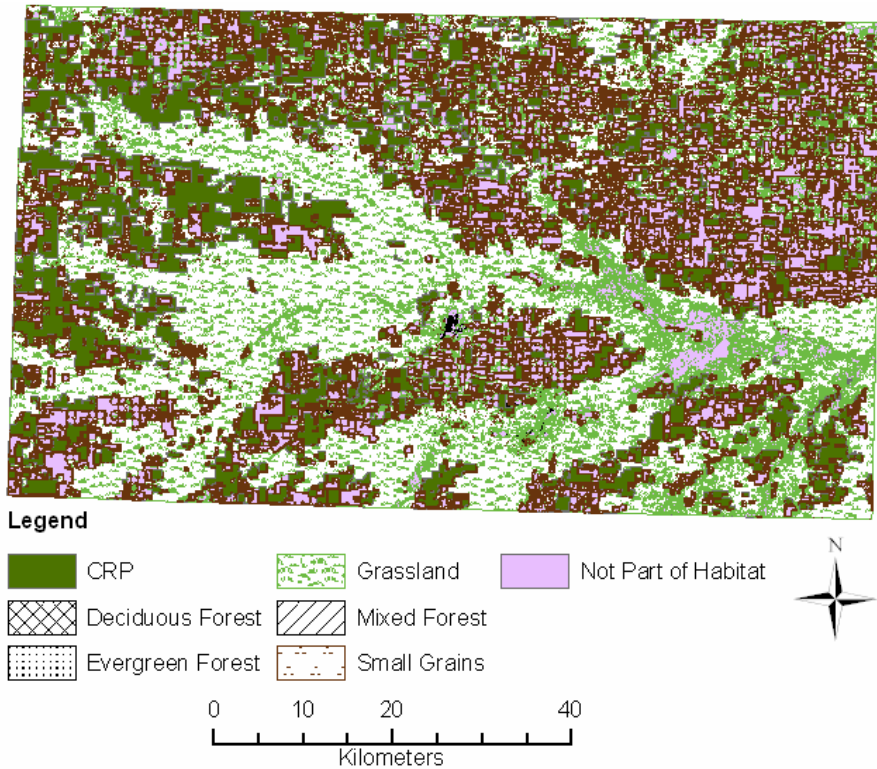 Legend
CRP
Grassland
Not Part of Habitat
Deciduous Forest
Mixed Forest
Evergreen Forest
Small Grains
N
0 10 20 40
Kilometers